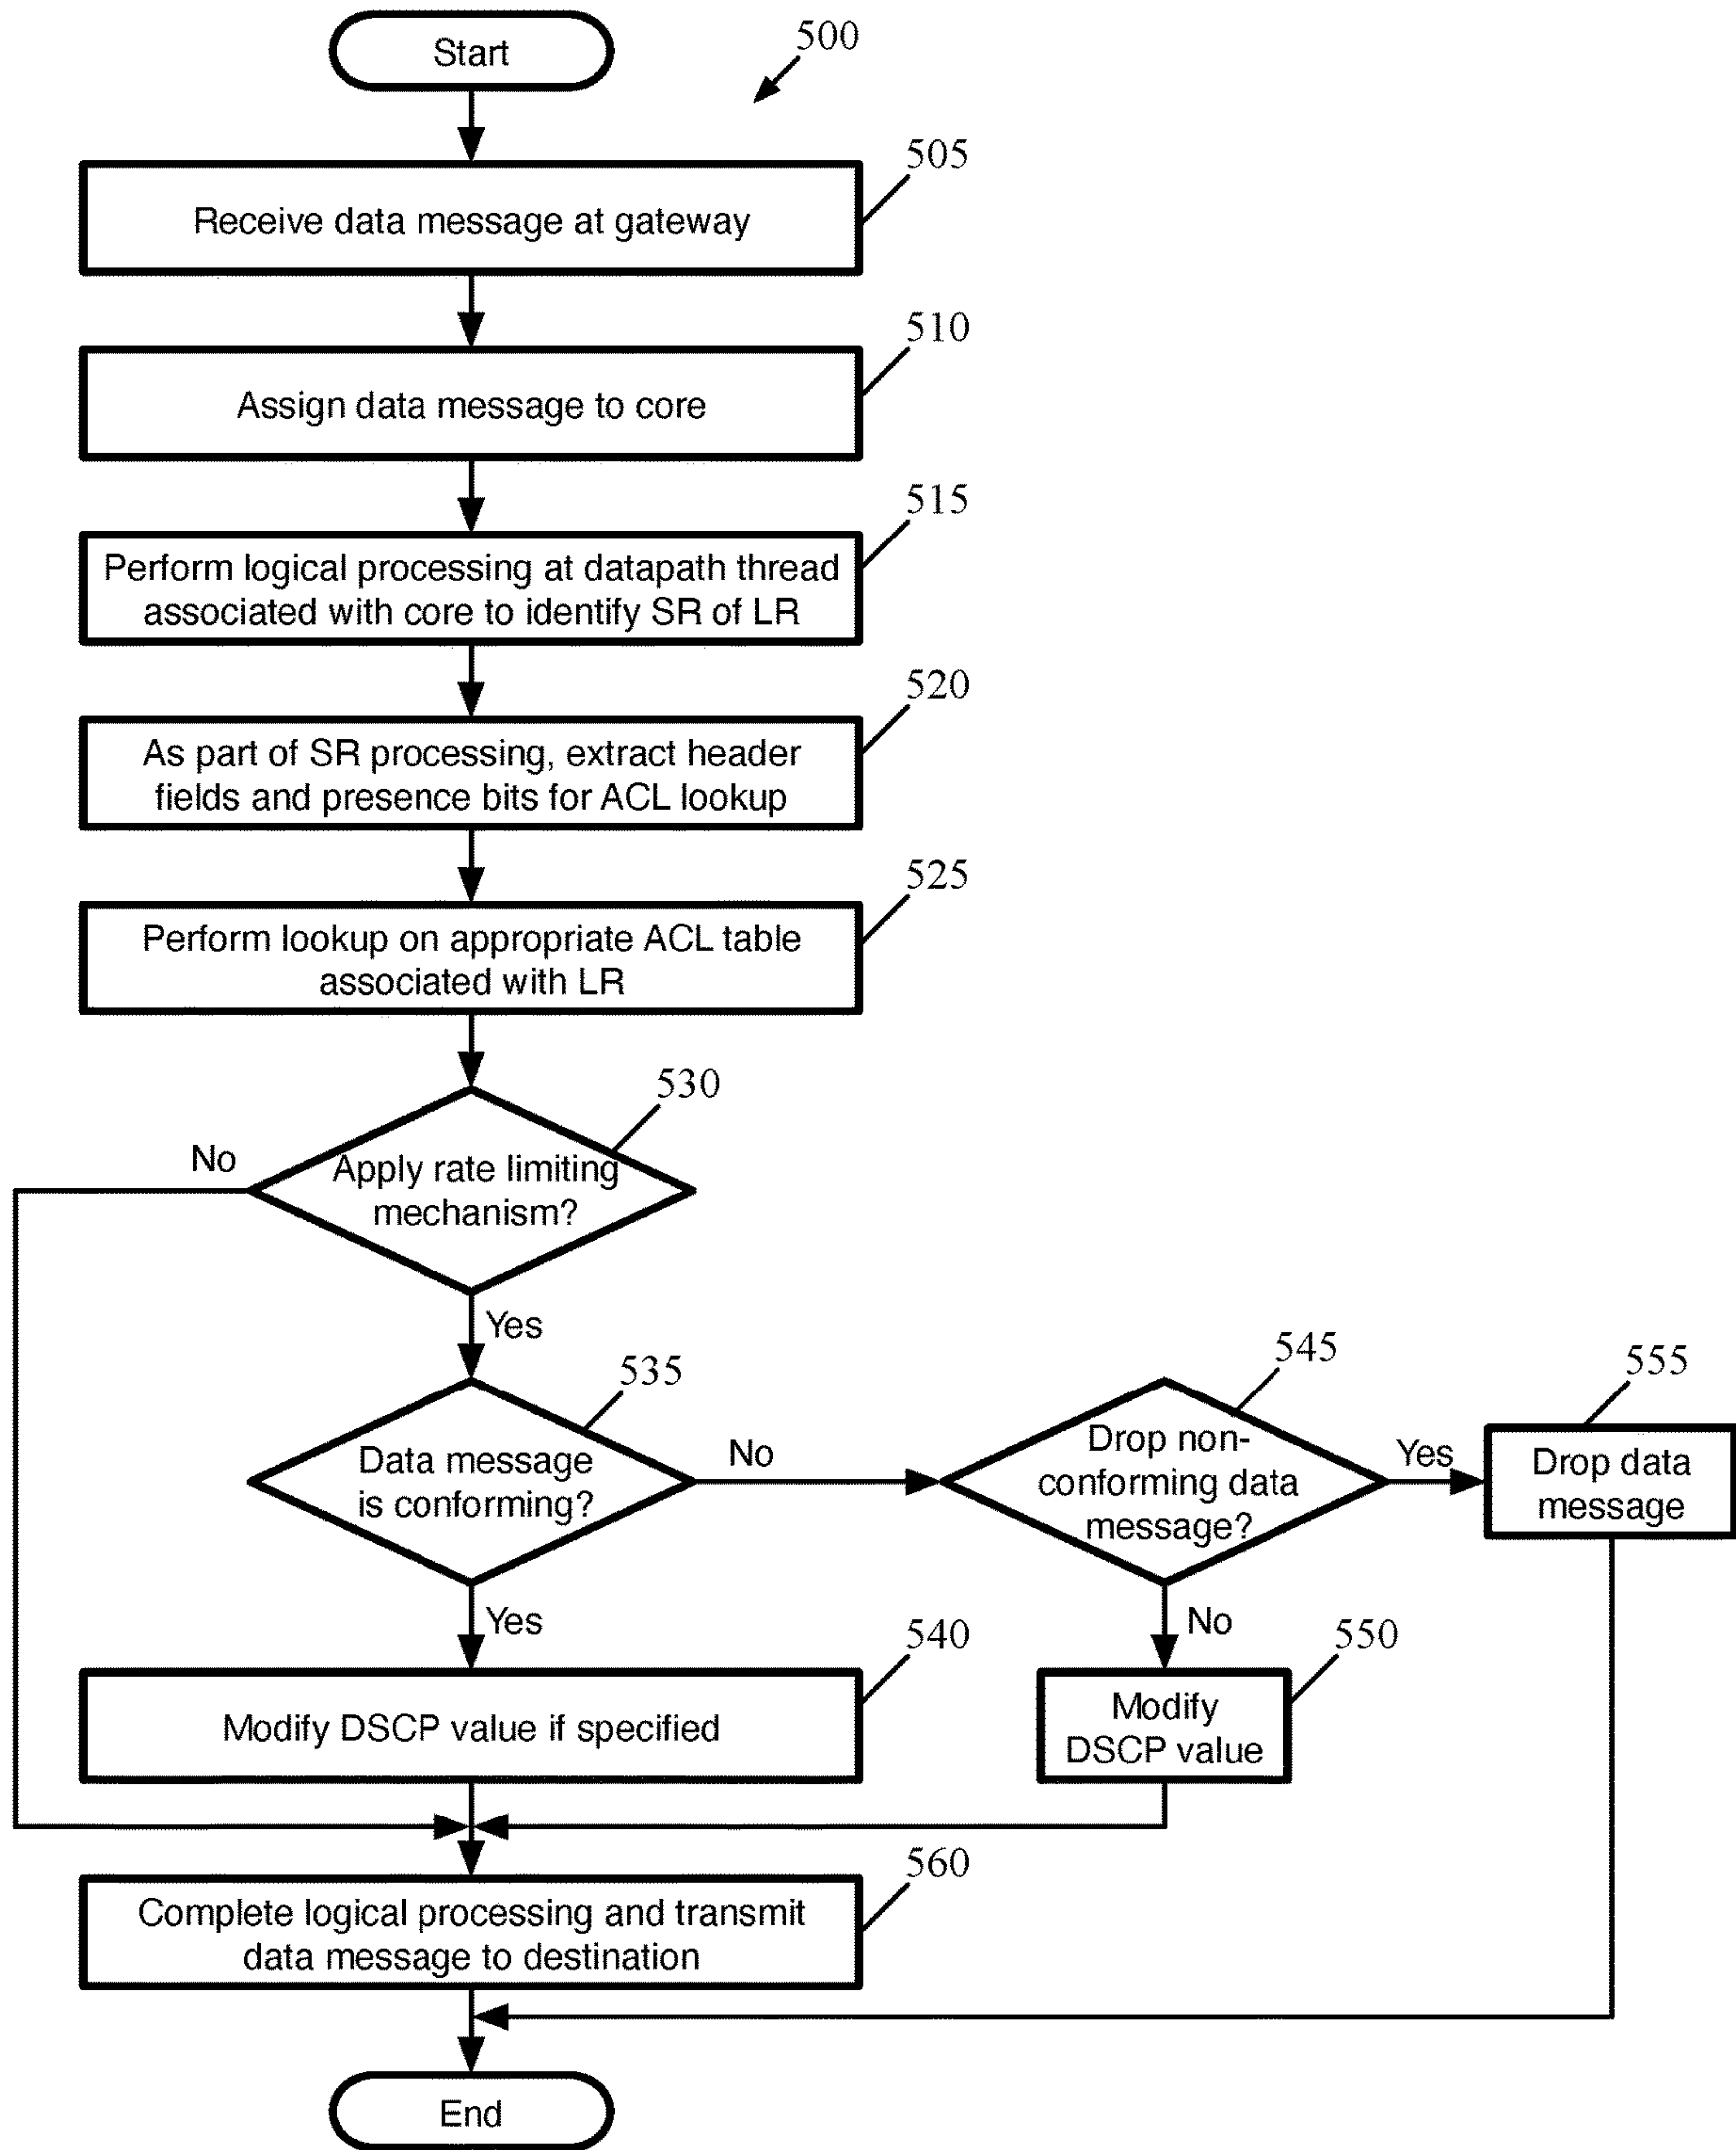 Start
500
505
Receive data message at gateway
510
Assign data message to core
515
Perform logical processing at datapath thread
associated with core to identify SR of LR
520
As part of SR processing, extract header
fields and presence bits for ACL lookup
525
Perform lookup on appropriate ACL table
associated with LR
530
No
Apply rate limiting
mechanism?
Yes
535
Data message
is conforming?
No
545
Drop non-
conforming data
message?
Yes
555
Drop data
message
Yes
540
Modify DSCP value if specified
No
550
Modify
DSCP value
560
Complete logical processing and transmit
data message to destination
End